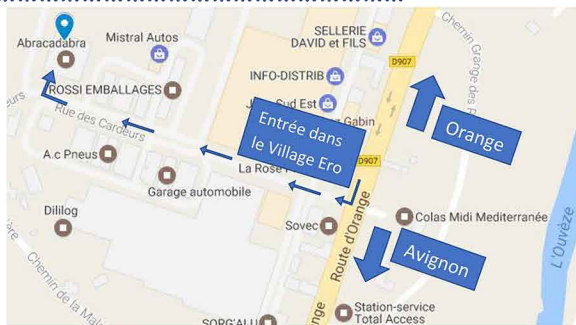 SELLERIE
DAVID et FILS
Chemin Grange des
Abracadabra
Mistral Autos
D907
INFO-DISTRIB
ROSSI EMBALLAGES
Sud Est
Gabin
Rue des Cardeurs
Entrée dans
le Village Ero
Orange
A.c Pneus
D907
La Rose
Garage automobile
Dililog
Sovec
Route d'Orange
Colas Midi Mediterranée
Avignon
L'Ouvèze
Chemin de la
Station-service
Total Access
SORG'ALU